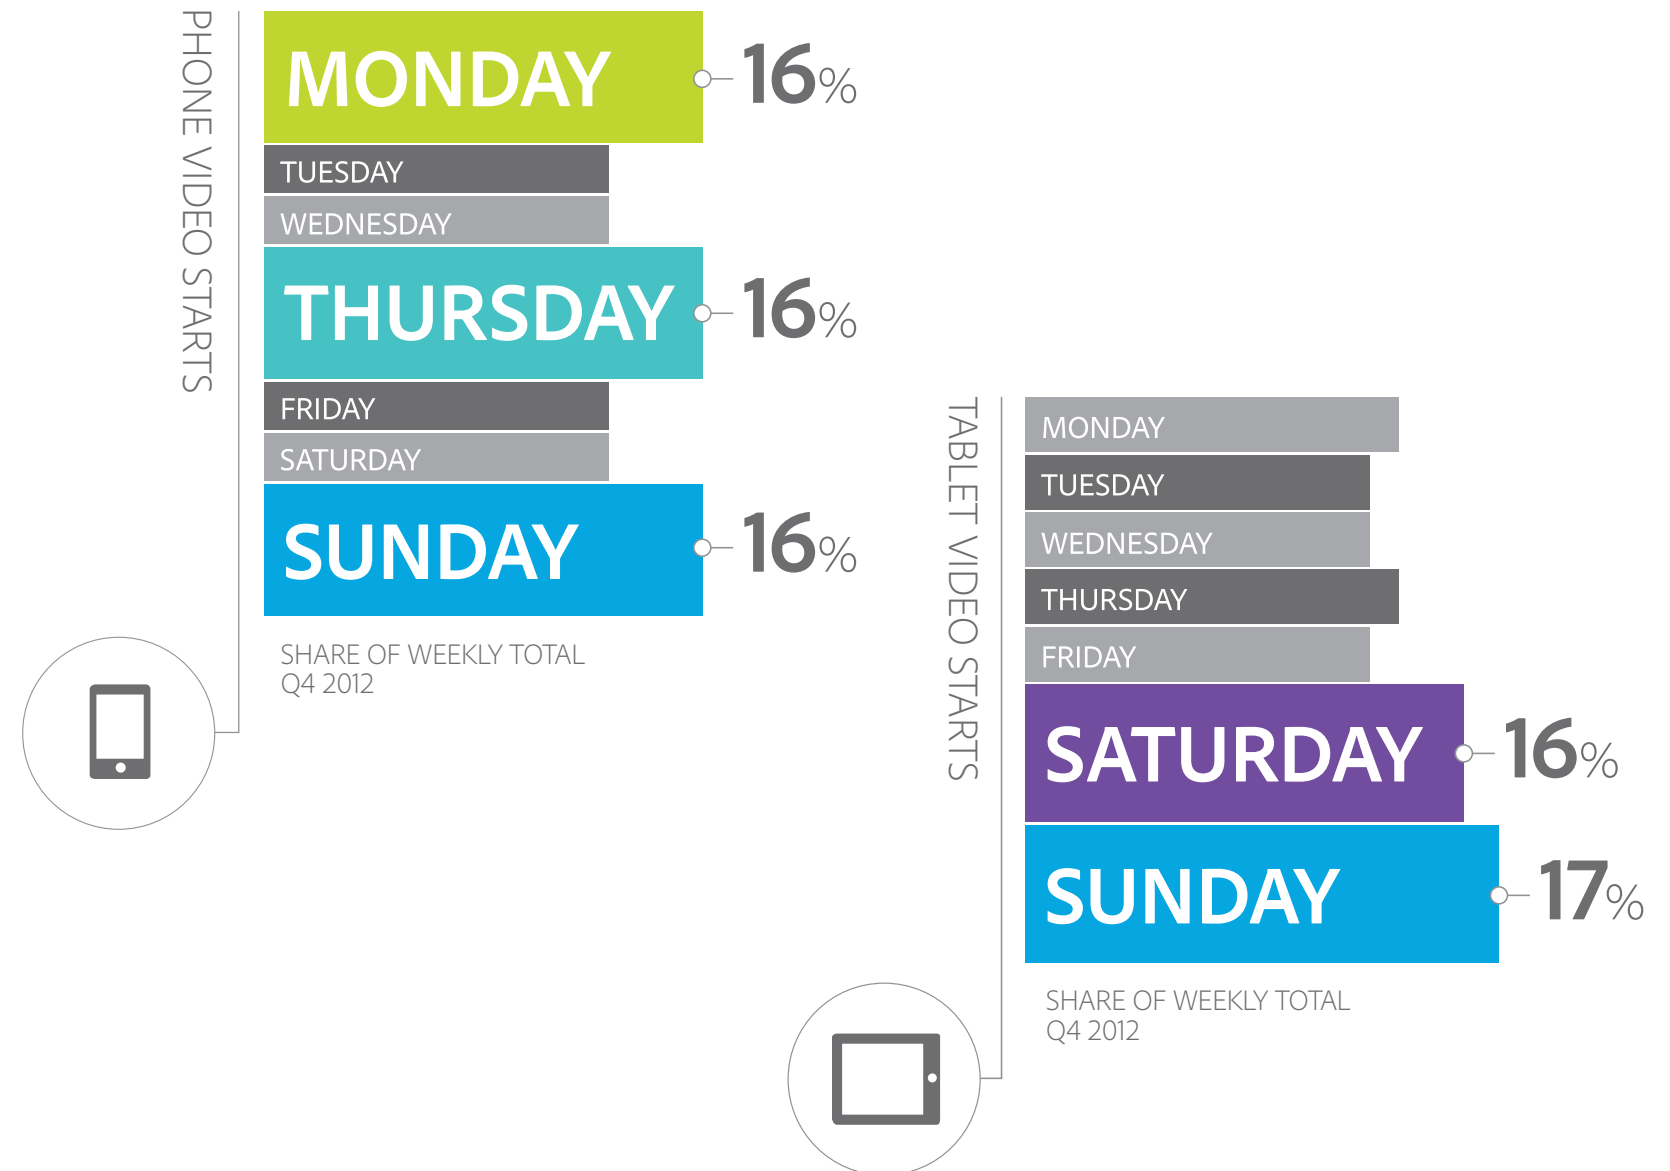 PHONE VIDEO STARTS
MONDAY
16%
TUESDAY
WEDNESDAY
THURSDAY
16%
FRIDAY
SATURDAY
SUNDAY
16%
SHARE OF WEEKLY TOTAL
Q4 2012
TABLET VIDEO STARTS
MONDAY
TUESDAY
WEDNESDAY
THURSDAY
FRIDAY
SATURDAY
16%
SUNDAY
17%
SHARE OF WEEKLY TOTAL
Q4 2012